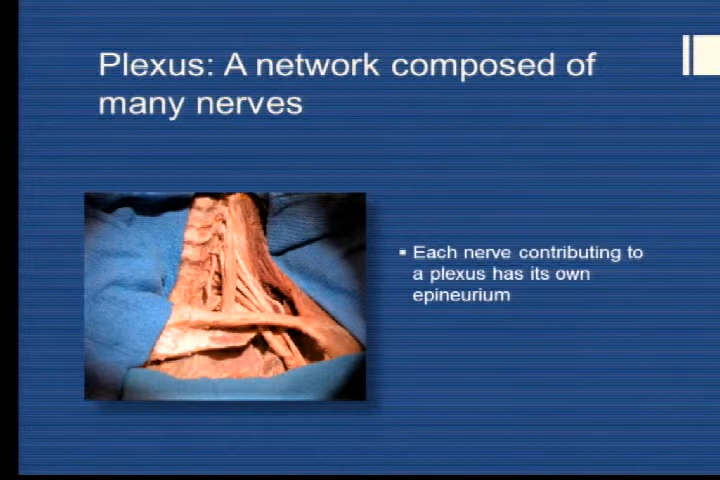 Plexus: A network composed of
many nerves
▪ Each nerve contributing to
a plexus has its own
epineurium